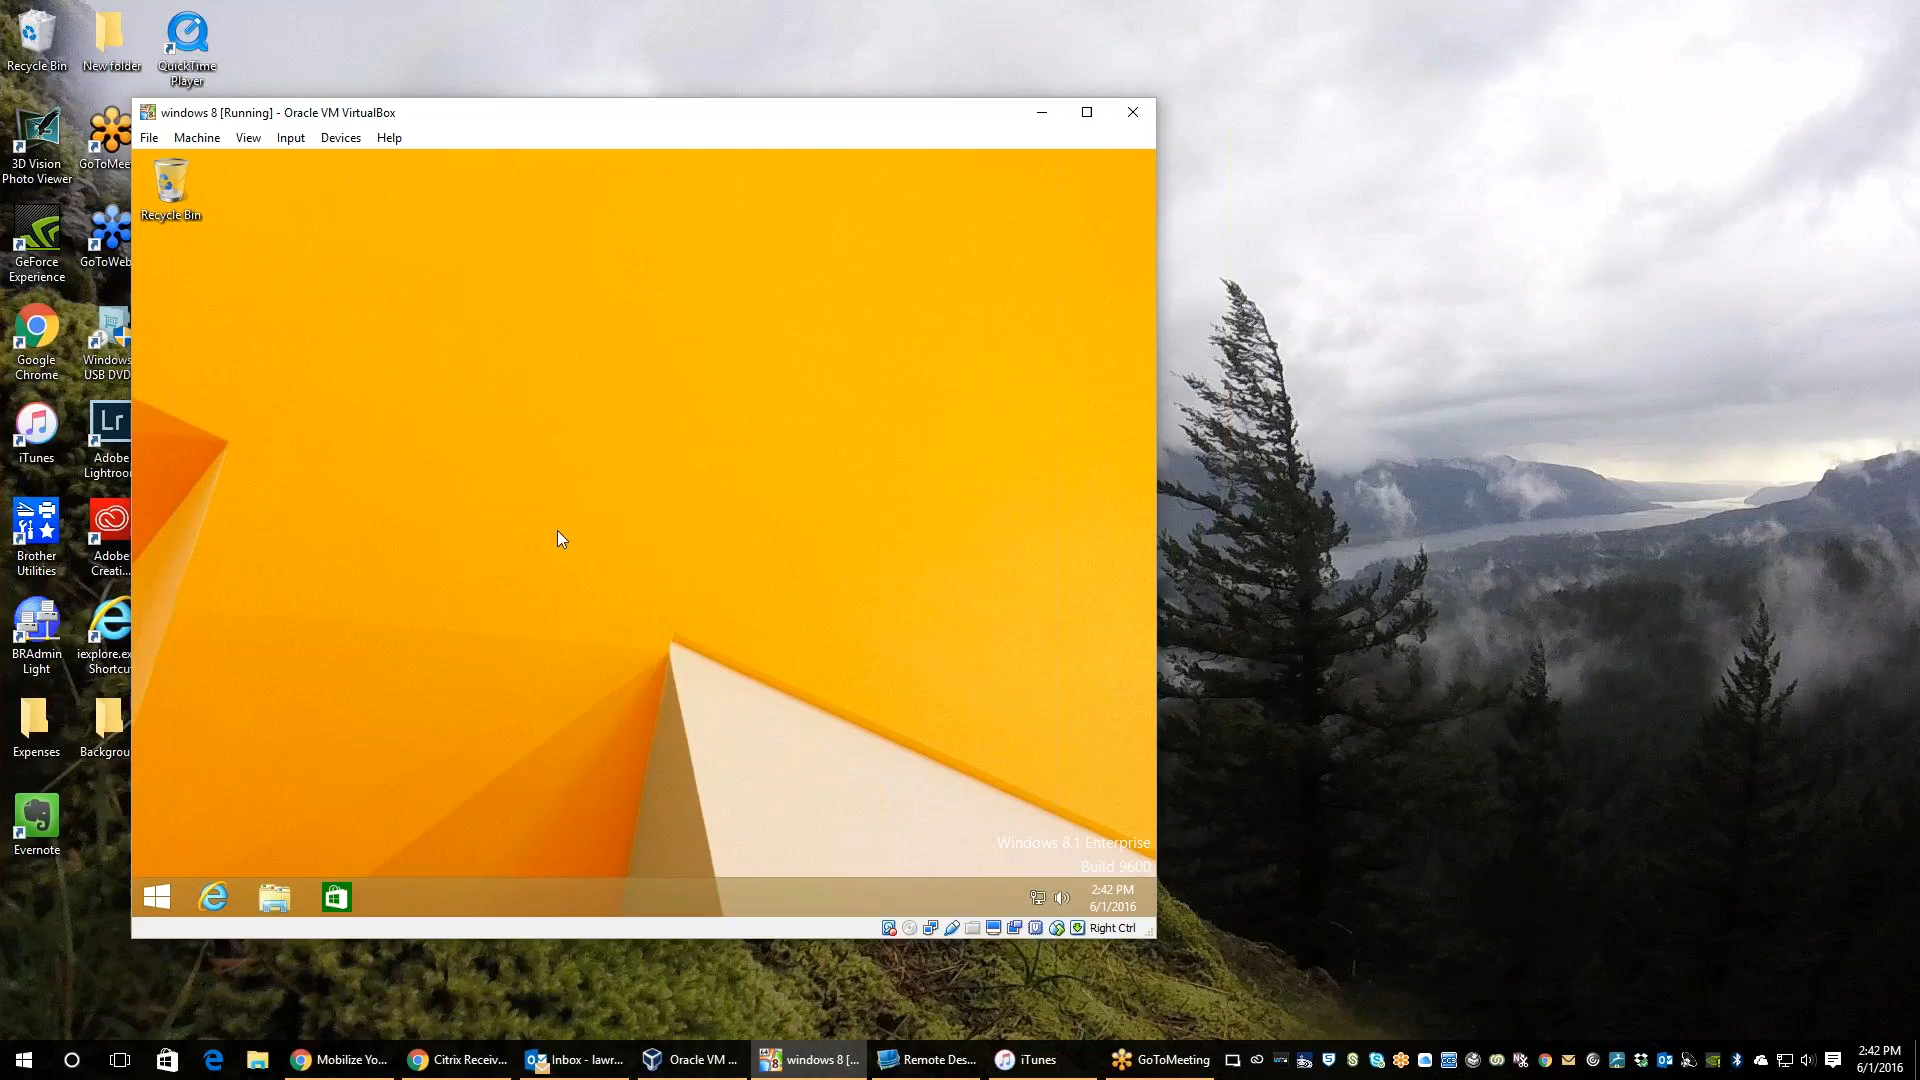 Recycle Bin
New folder
QuickTime
Player
3D Vision
Photo Viewer
GoToMee
GeForce
Experience
GoToWeb
Google
Chrome
Windows
USB DVD
iTunes
Lr
Adobe
Lightroo
Brother
Utilities
Adobe
Creati...
BRAdmin
Light
iexplore.ex
Shortcu
Expenses
Backgrou
Evernote
windows 8 [Running] - Oracle VM VirtualBox
File Machine View Input Devices Help
Recycle Bin
Windows 8.1 Enterprise
Build 9600
2:42 PM
6/1/2016
Right Ctrl
Mobilize Yo...
Citrix Receiv...
Inbox - lawr...
Oracle VM ...
windows 8 [...
Remote Des...
iTunes
GoToMeeting
2:42 PM
6/1/2016